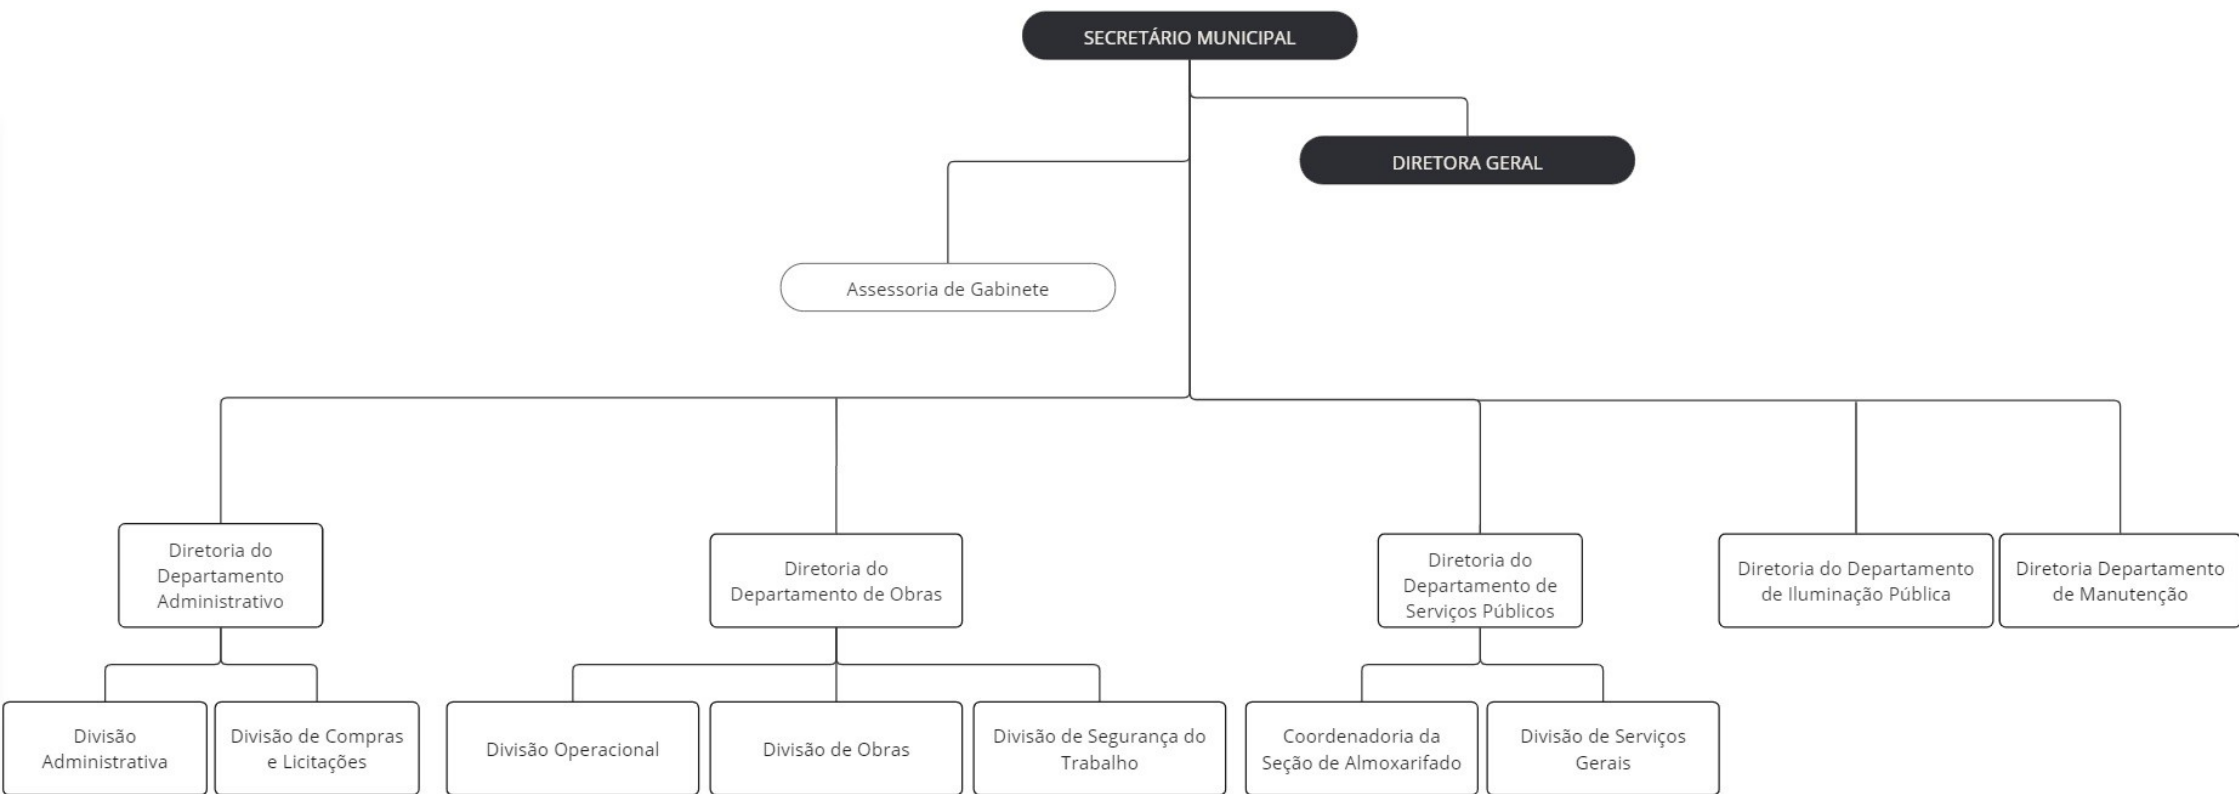 SECRETÁRIO MUNICIPAL
DIRETORA GERAL
Assessoria de Gabinete
Diretoria do
Departamento
Administrativo
Diretoria do
Departamento de Obras
Diretoria do
Departamento de
Serviços Públicos
Diretoria do Departamento
de Iluminação Pública
Diretoria Departamento
de Manutenção
Divisão
Administrativa
Divisão de Compras
e Licitações
Divisão Operacional
Divisão de Obras
Divisão de Segurança do
Trabalho
Coordenadoria da
Seção de Almoxarifado
Divisão de Serviços
Gerais